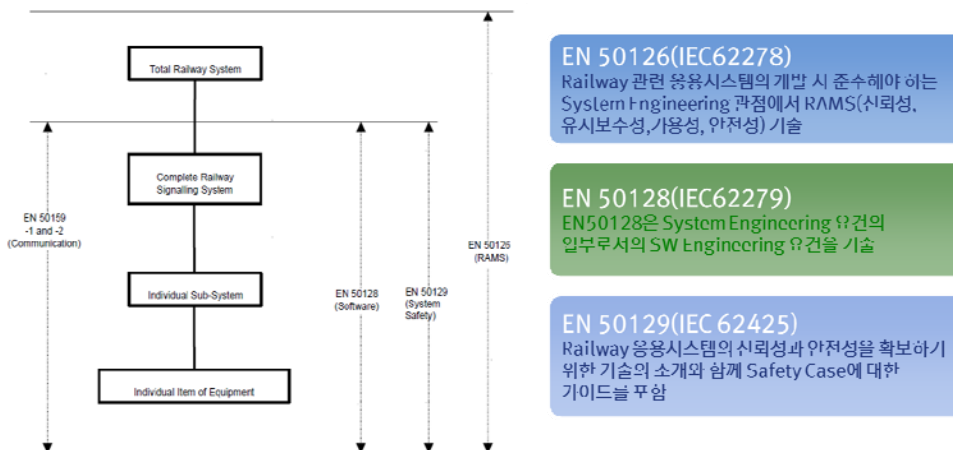 Total Railway System
Complete Railway
Signalling System
Individual Sub-System
Individual Item of Equipment
EN 50159
-1 and -2
(Communication)
EN 50128
(Software)
EN 50129
(System
Safety)
EN 50126
(RAMS)
EN 50126(IEC62278)
Railway 관련 응용시스템의 개발 시 준수해야 하는
System Engineering 관점에서 RAMS(신뢰성,
유지보수성,가용성, 안전성) 기술
EN 50128(IEC62279)
EN50128은 System Engineering 요건의
일부로서의 SW Engineering 요건을 기술
EN 50129(IEC 62425)
Railway 응용시스템의 신뢰성과 안전성을 확보하기
위한 기술의 소개와 함께 Safety Case에 대한
가이드를 포함